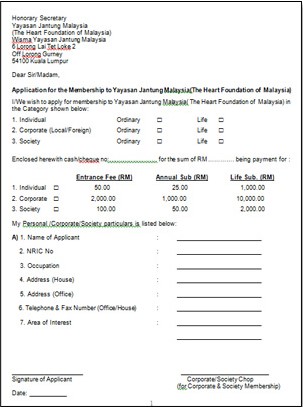 Honorary Secretary
Yayasan Jantung Malaysia
(The Heart Foundation of Malaysia)
Wisma Yayasan Jantung Malaysia
6 Lorong Lai Tet Loke 2
Off Lorong Gurney
54100 Kuala Lumpur
Dear Sir/Madam,
Application for the Membership to Yayasan Jantung Malaysia(The Heart Foundation of Malaysia)
I/We wish to apply for membership to Yayasan Jantung Malaysia( The Heart Foundation of Malaysia) in
the Category shown below:
1. Individual Ordinary □ Life □
2. Corporate (Local/Foreign) Ordinary □ Life □
3. Society Ordinary □ Life □
Enclosed herewith cash/cheque no;.................... for the sum of RM............ being payment for :
Entrance Fee (RM) Annual Sub. (RM) Life Sub. (RM)
1. Individual □ 50.00 25.00 1,000.00
2. Corporate □ 2,000.00 1,000.00 10,000.00
3. Society □ 100.00 50.00 2,000.00
My Personal /Corporate/Society particulars is listed below:
A) 1. Name of Applicant :
2. NRIC No :
3. Occupation :
4. Address (House) :
5. Address (Office) :
6. Telephone & Fax Number (Office/House) :
7. Area of Interest :
Signature of Applicant Corporate/Society Chop
(for Corporate & Society Membership)
Date:
1